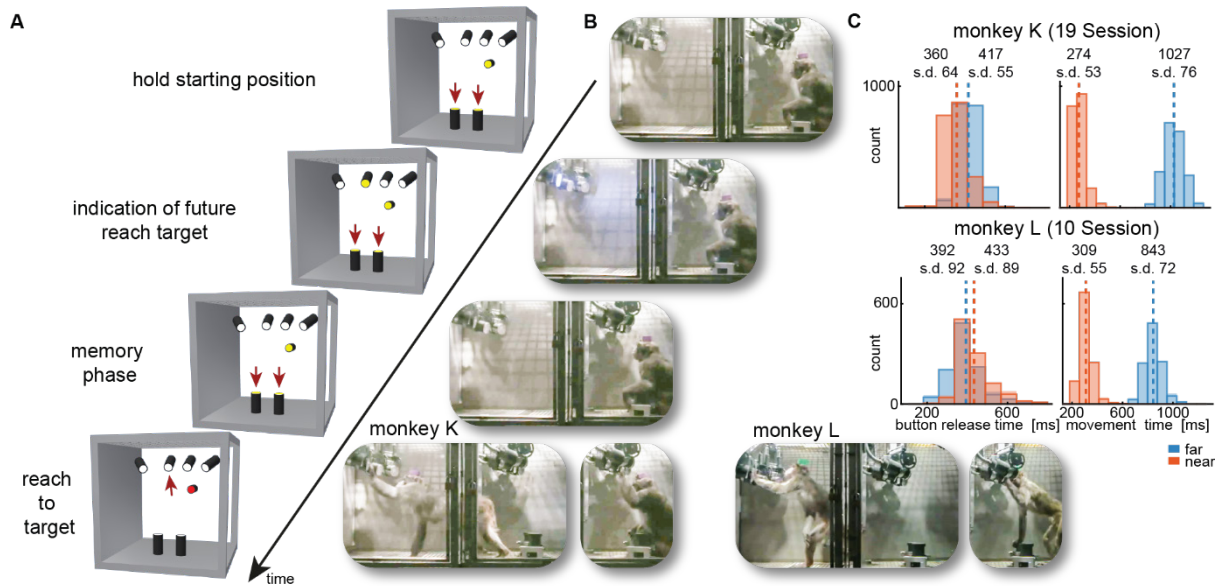 A
hold starting position
indication of future
reach target
memory
phase
reach
to
target
time
B
monkey K
monkey L
C
monkey K (19 Session)
360
s.d. 64
417
s.d. 55
274
s.d. 53
1027
s.d. 76
1000
0
count
monkey L (10 Session)
392
s.d. 92
433
s.d. 89
309
s.d. 55
843
s.d. 72
600
0
count
200 600
200 600 1000
button release time [ms]
movement time [ms]
far
near